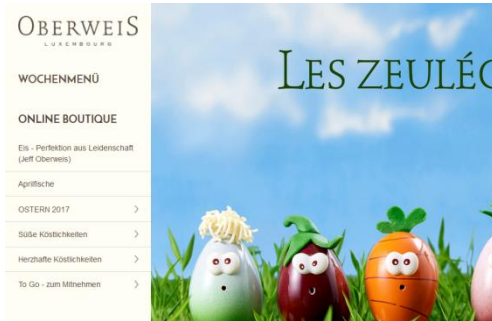 OBERWEIS
LUXEMBOURG
WOCHENMENÜ
ONLINE BOUTIQUE
Eis - Perfektion aus Leidenschaft
(Jeff Oberweis)
Aprilfische
OSTERN 2017
Süße Köstlichkeiten
Herzhafte Köstlichkeiten
To Go - zum Mitnehmen
LES ZEULÉG